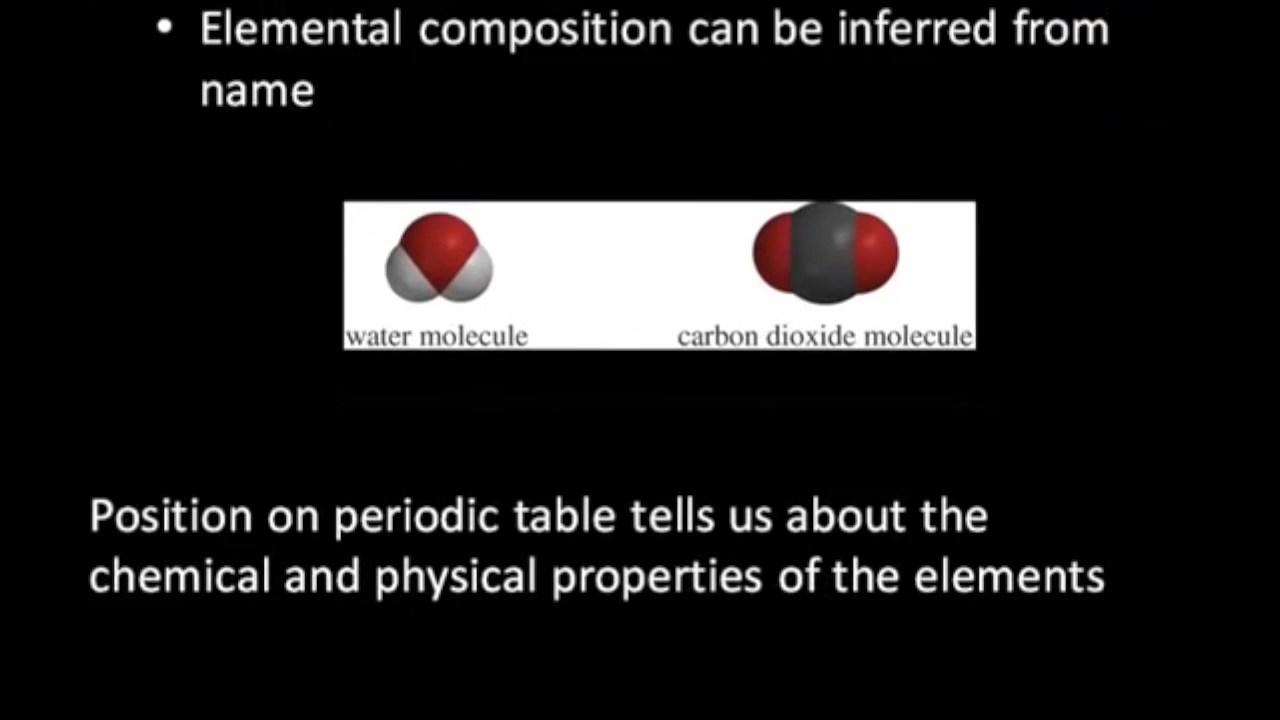 • Elemental composition can be inferred from
name
water molecule
carbon dioxide molecule
Position on periodic table tells us about the
chemical and physical properties of the elements